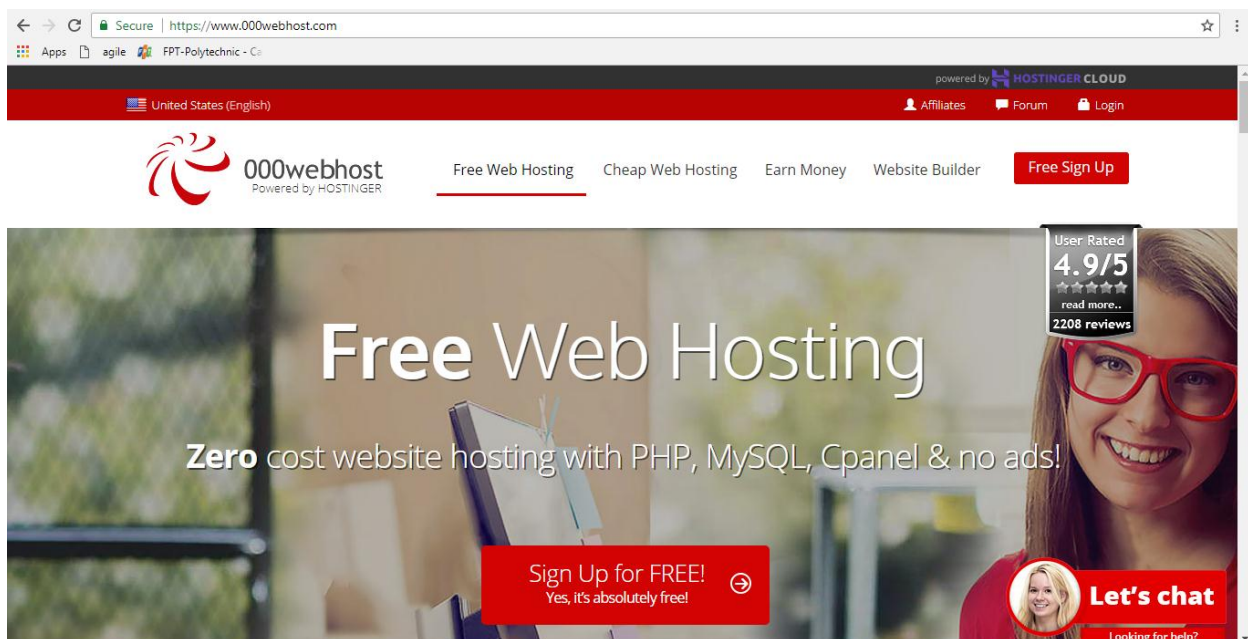 Secure | https://www.000webhost.com
Apps agile FPT-Polytechnic - Ca
powered by HOSTINGER CLOUD
United States (English) Affiliates Forum Login
000webhost
Powered by HOSTINGER
Free Web Hosting Cheap Web Hosting Earn Money Website Builder Free Sign Up
User Rated
4.9/5
read more..
2208 reviews
Free Web Hosting
Zero cost website hosting with PHP, MySQL, Cpanel & no ads!
Sign Up for FREE!
Yes, it's absolutely free!
Let's chat
Looking for help?